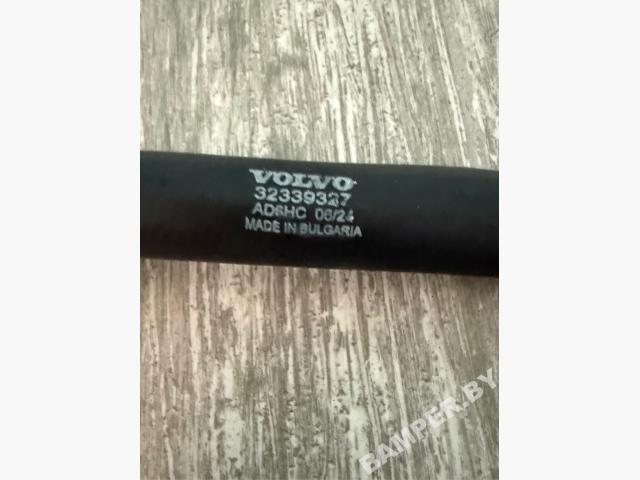 VOLVO
32339327
AD6HC 06/24
MADE IN BULGARIA
BAMPER.BY